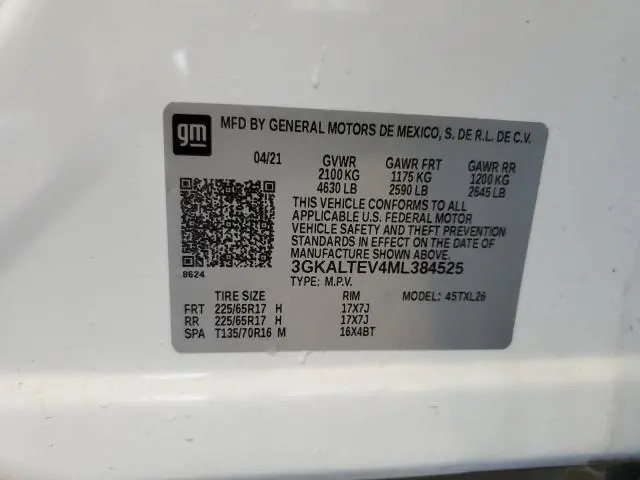 gm
MFD BY GENERAL MOTORS DE MEXICO, S. DE R.L. DE C.V.
04/21 GVWR GAWR FRT GAWR RR
2100 KG 1175 KG 1200 KG
4630 LB 2590 LB 2645 LB
THIS VEHICLE CONFORMS TO ALL
APPLICABLE U.S. FEDERAL MOTOR
VEHICLE SAFETY AND THEFT PREVENTION
STANDARDS IN EFFECT ON THE DATE OF
MANUFACTURE SHOWN ABOVE.
8624
3GKALTEV4ML384525
TYPE: M.P.V.
TIRE SIZE RIM MODEL: 45TXL26
FRT 225/65R17 H 17X7J
RR 225/65R17 H 17X7J
SPA T135/70R16 M 16X4BT